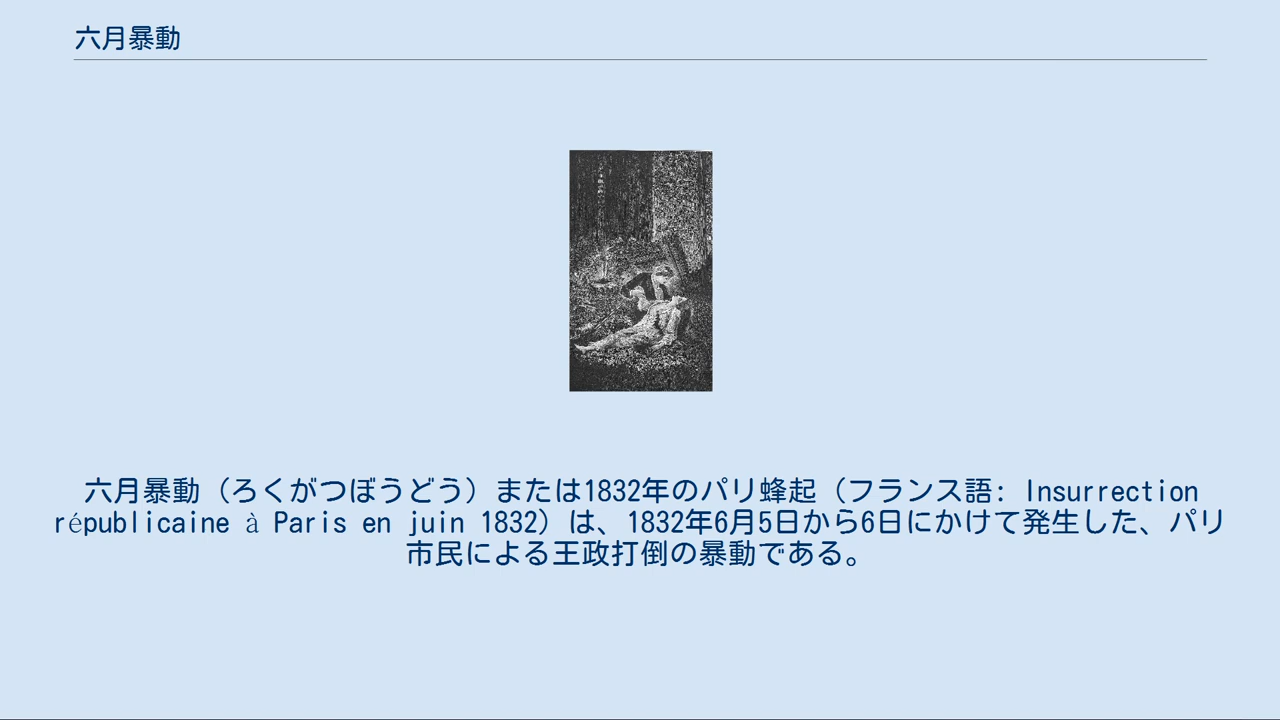 六月暴動
六月暴動（ろくがつぼうどう）または1832年のパリ蜂起（フランス語: Insurrection
républicaine à Paris en juin 1832）は、1832年6月5日から6日にかけて発生した、パリ
市民による王政打倒の暴動である。